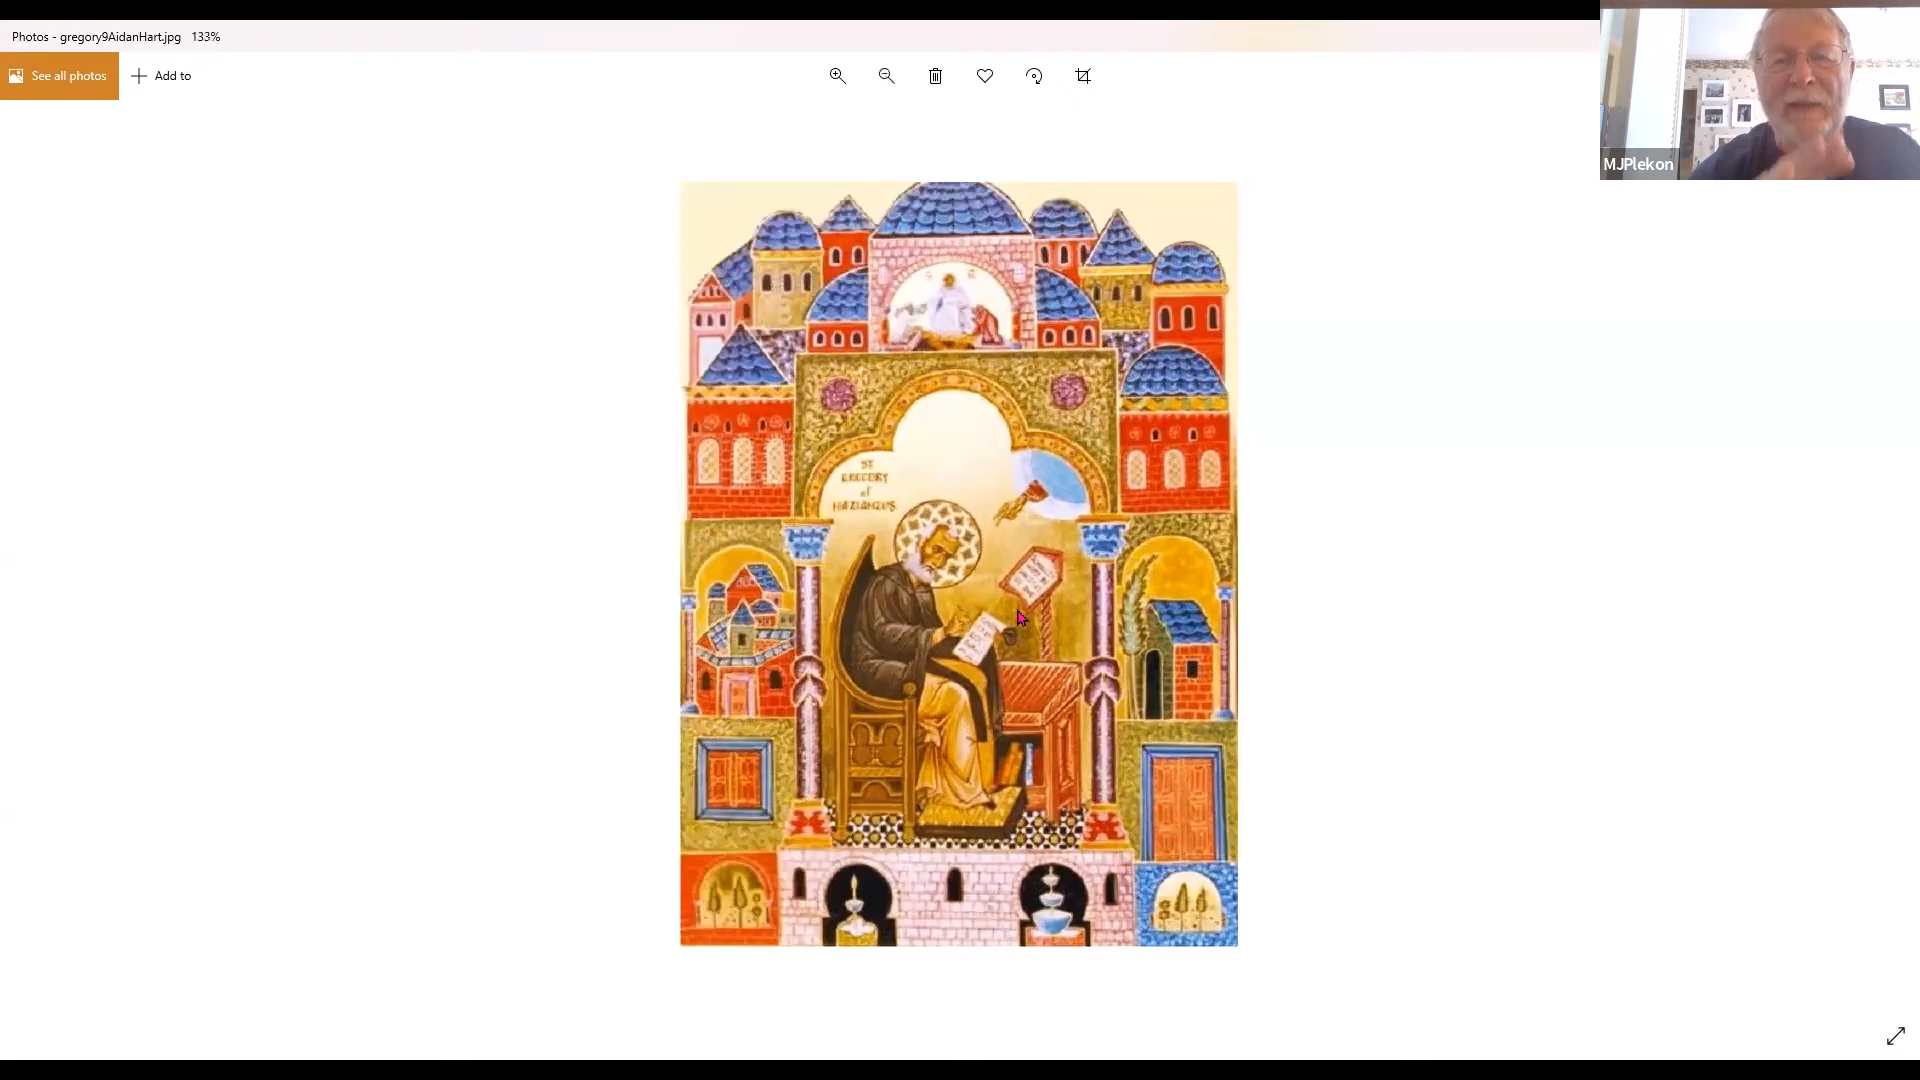 Photos - gregory9AidanHart.jpg 133%
See all photos
Add to
MJPlekon
ST
GREGORY
of
NAZIANZUS